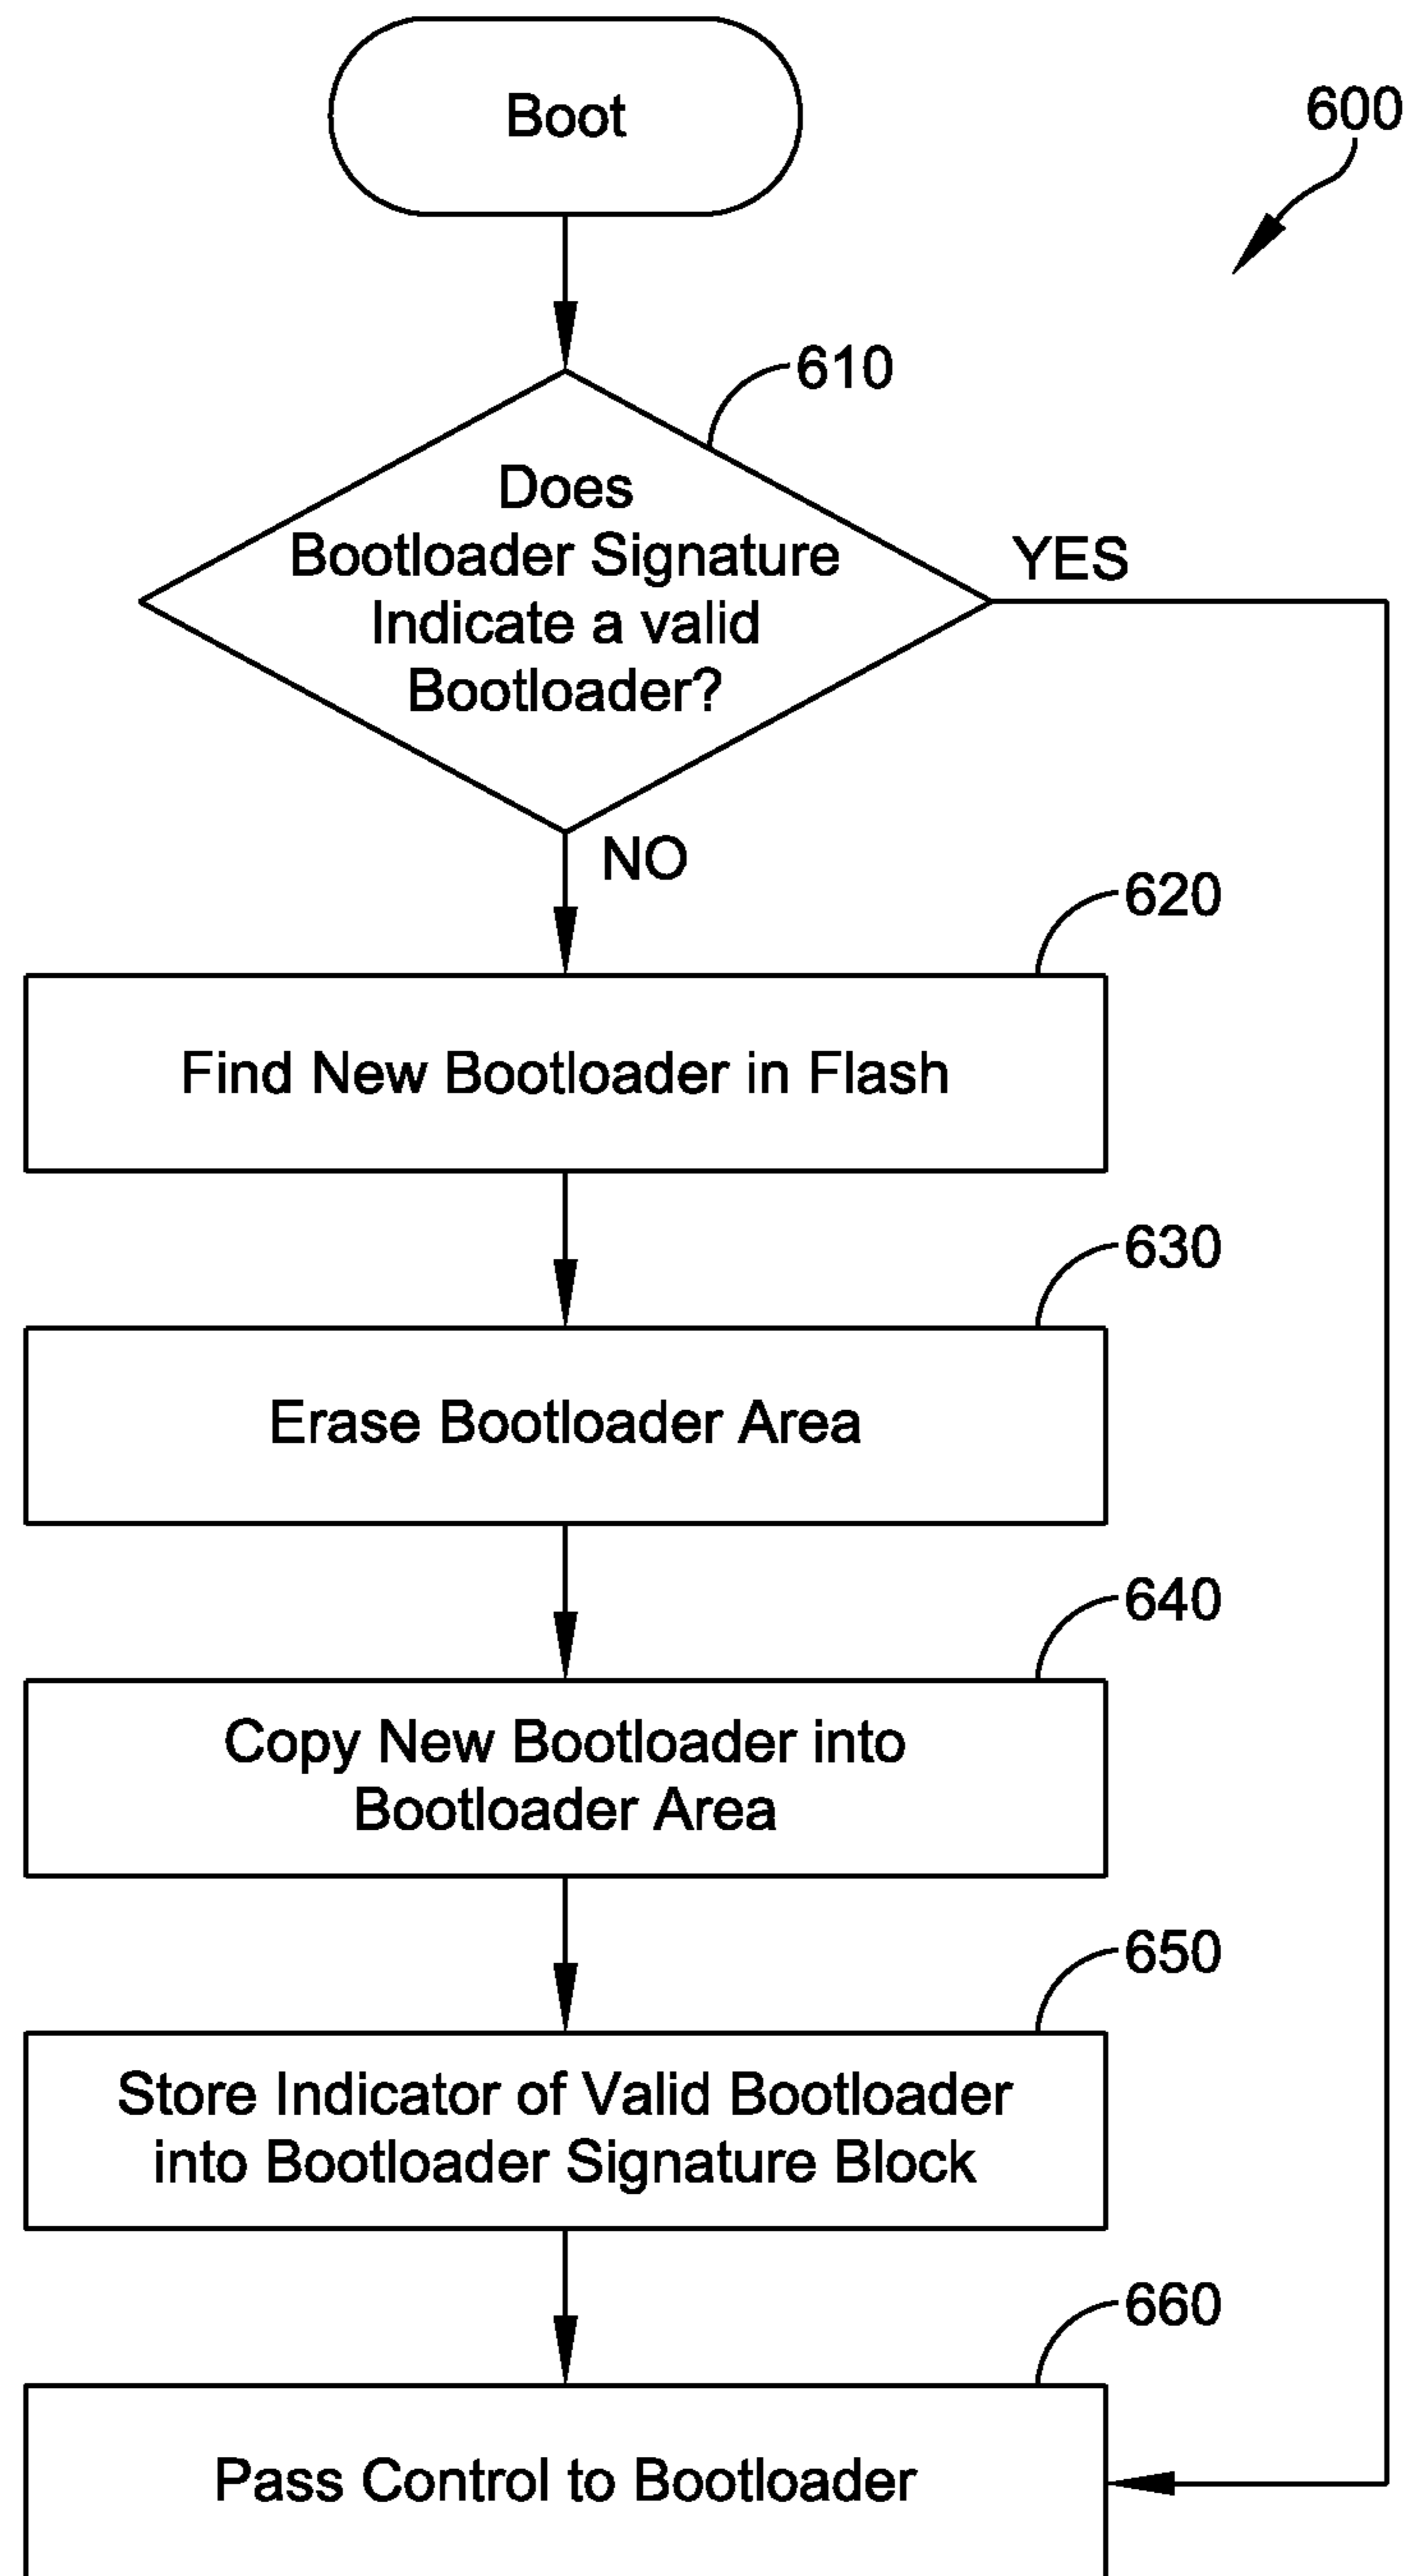 Boot
600
610
Does
Bootloader Signature
Indicate a valid
Bootloader?
YES
NO
620
Find New Bootloader in Flash
630
Erase Bootloader Area
640
Copy New Bootloader into
Bootloader Area
650
Store Indicator of Valid Bootloader
into Bootloader Signature Block
660
Pass Control to Bootloader